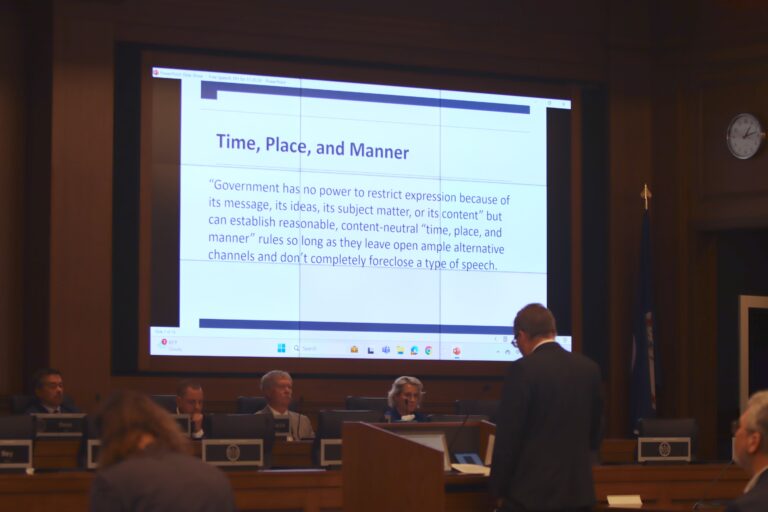 Time, Place, and Manner
“Government has no power to restrict expression because of
its message, its ideas, its subject matter, or its content” but
can establish reasonable, content-neutral “time, place, and
manner” rules so long as they leave open ample alternative
channels and don’t completely foreclose a type of speech.
Search